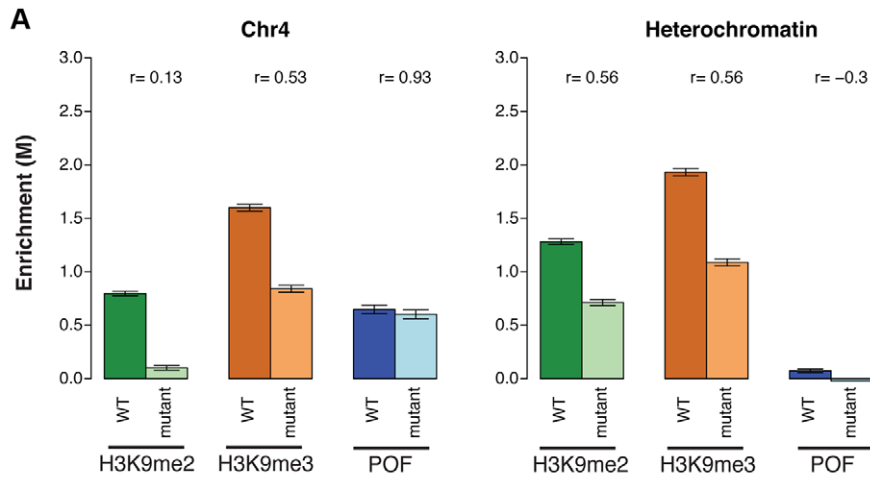 A
Chr4
Heterochromatin
Enrichment (M)
3.0
2.5
2.0
1.5
1.0
0.5
0.0
r= 0.13
r= 0.53
r= 0.93
WT
mutant
WT
mutant
WT
mutant
H3K9me2
H3K9me3
POF
3.0
2.5
2.0
1.5
1.0
0.5
0.0
r= 0.56
r= 0.56
r= −0.3
WT
mutant
WT
mutant
WT
mutant
H3K9me2
H3K9me3
POF